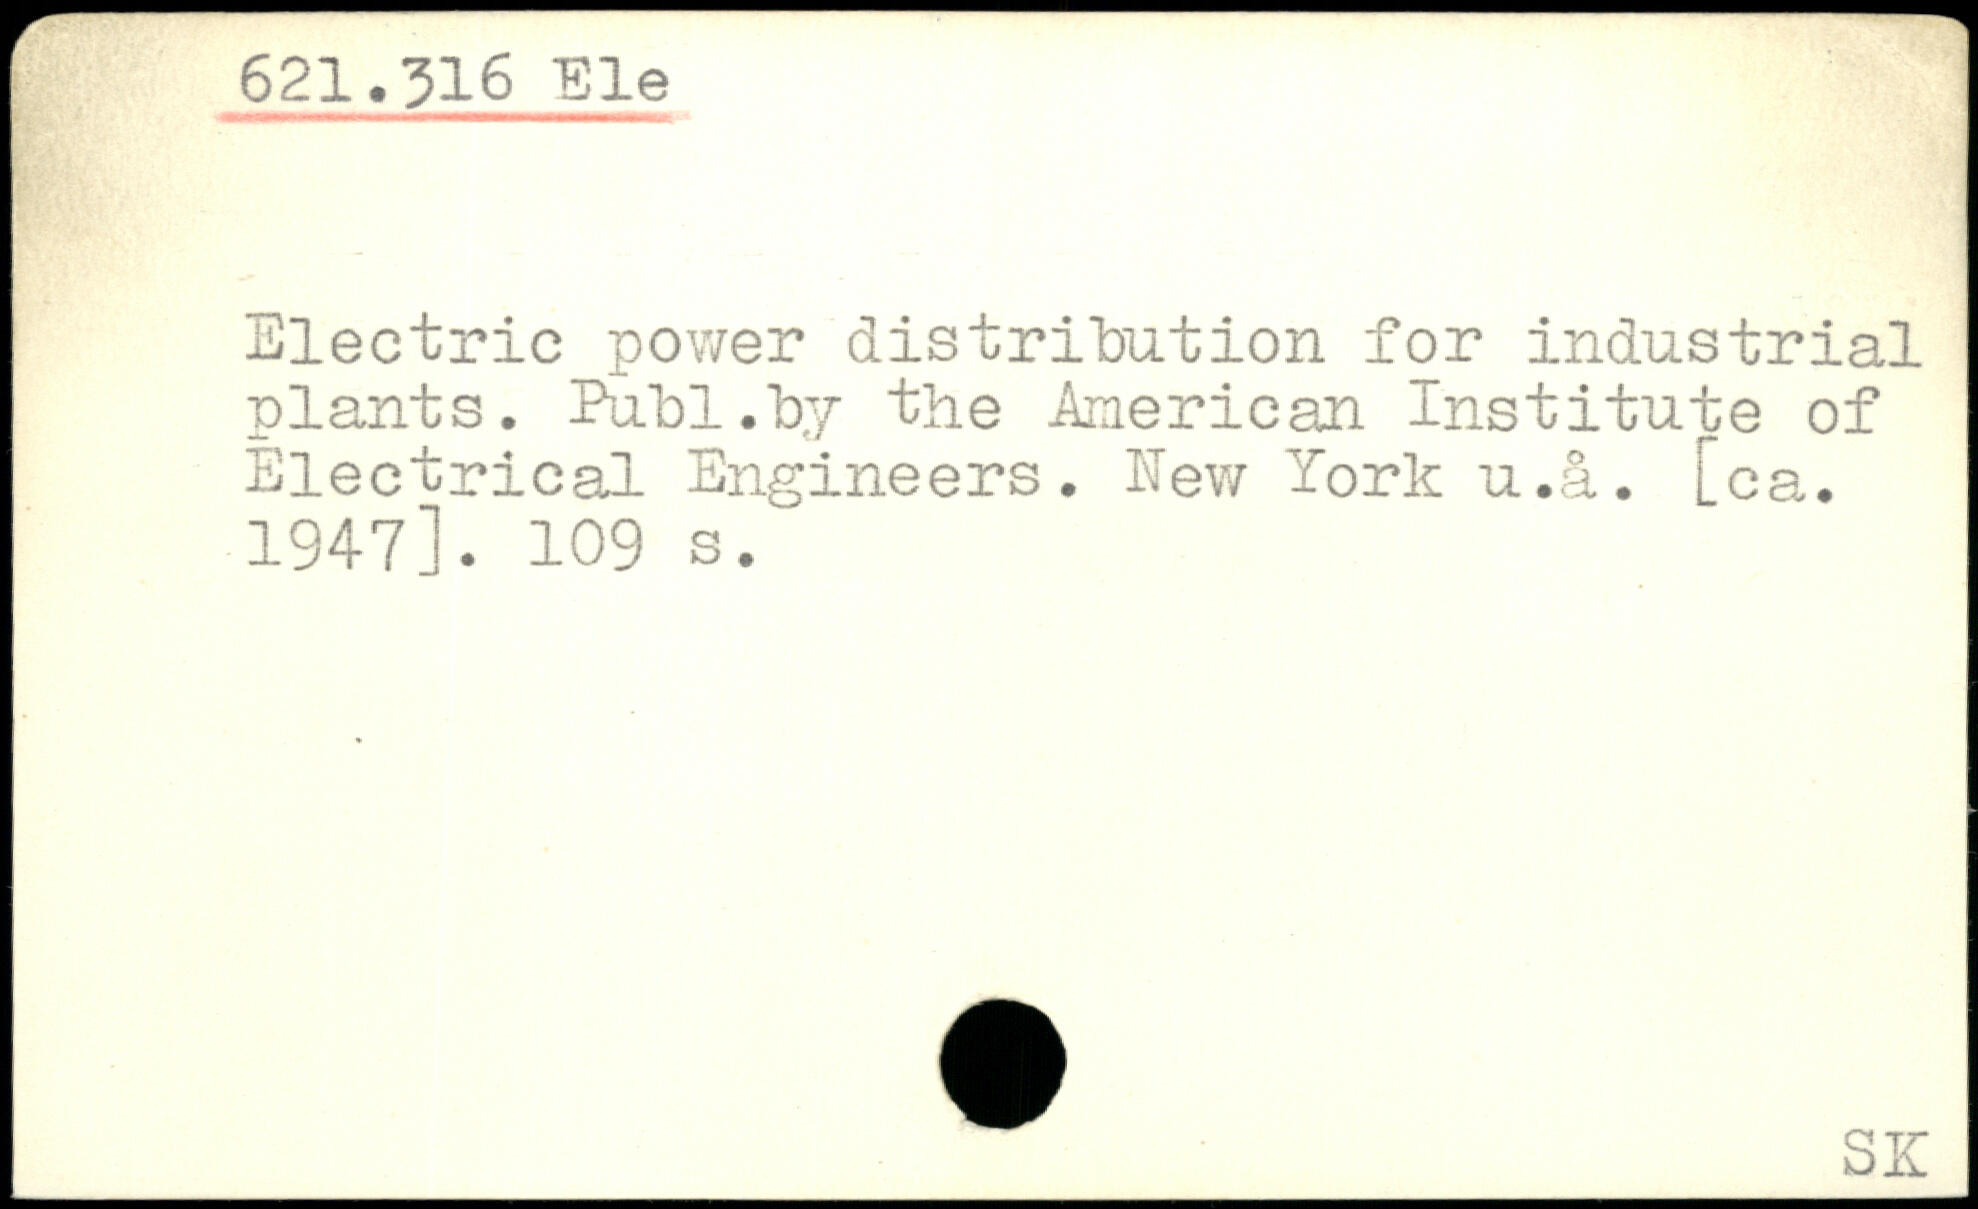 621.316 Ele
Electric power distribution for industrial
plants. Publ.by the American Institute of
Electrical Engineers. New York u.å. [ca.
1947]. 109 s.
SK